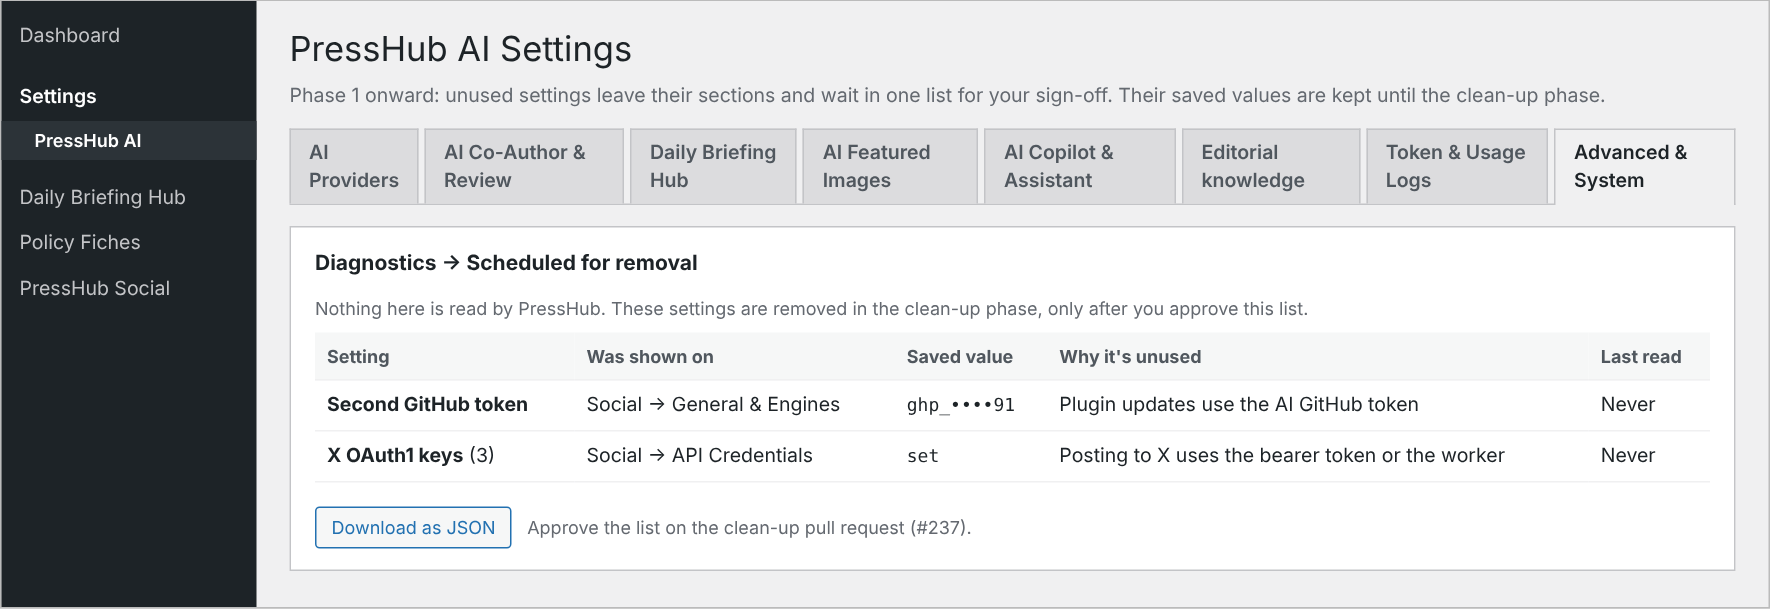 Dashboard
Settings
PressHub AI
Daily Briefing Hub
Policy Fiches
PressHub Social
PressHub AI Settings
Phase 1 onward: unused settings leave their sections and wait in one list for your sign-off. Their saved values are kept until the clean-up phase.
AI Providers
AI Co-Author & Review
Daily Briefing Hub
AI Featured Images
AI Copilot & Assistant
Editorial knowledge
Token & Usage Logs
Advanced & System
Diagnostics → Scheduled for removal
Nothing here is read by PressHub. These settings are removed in the clean-up phase, only after you approve this list.
Setting Was shown on Saved value Why it's unused Last read
Second GitHub token Social → General & Engines ghp_••••91 Plugin updates use the AI GitHub token Never
X OAuth1 keys (3) Social → API Credentials set Posting to X uses the bearer token or the worker Never
Download as JSON Approve the list on the clean-up pull request (#237).